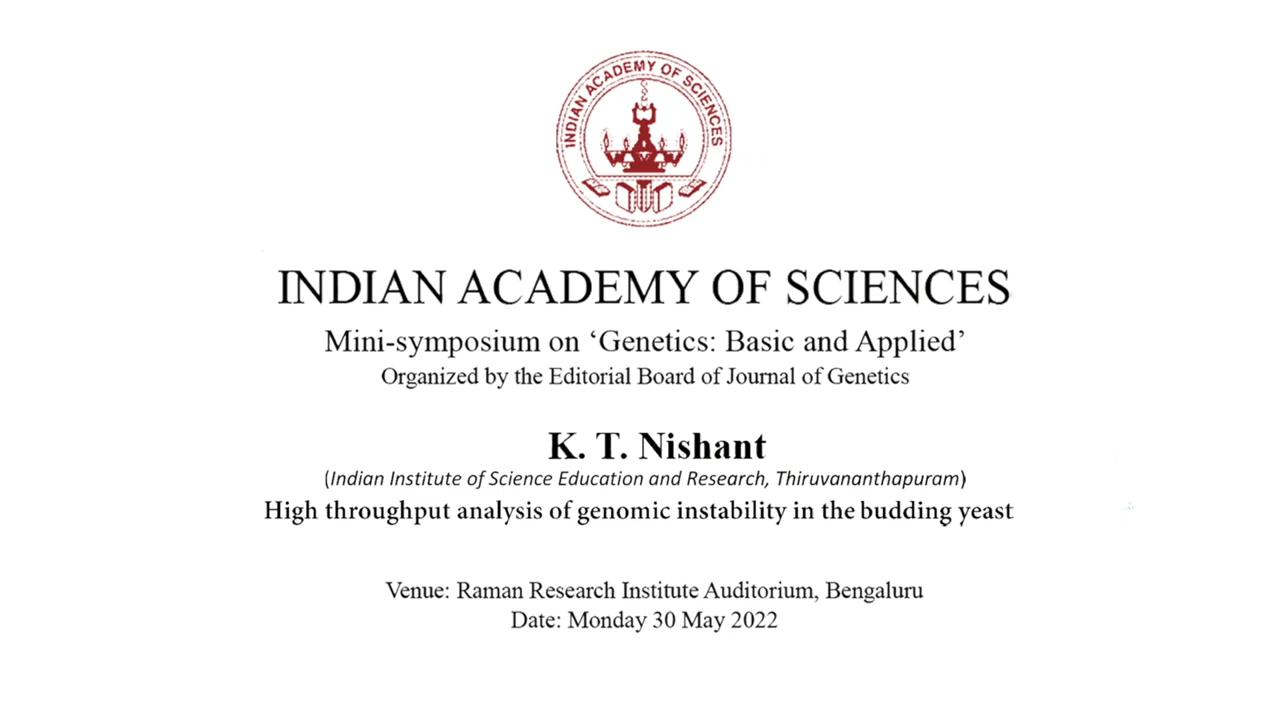 INDIAN ACADEMY OF SCIENCES
INDIAN ACADEMY OF SCIENCES
Mini-symposium on ‘Genetics: Basic and Applied’
Organized by the Editorial Board of Journal of Genetics
K. T. Nishant
(Indian Institute of Science Education and Research, Thiruvananthapuram)
High throughput analysis of genomic instability in the budding yeast
Venue: Raman Research Institute Auditorium, Bengaluru
Date: Monday 30 May 2022